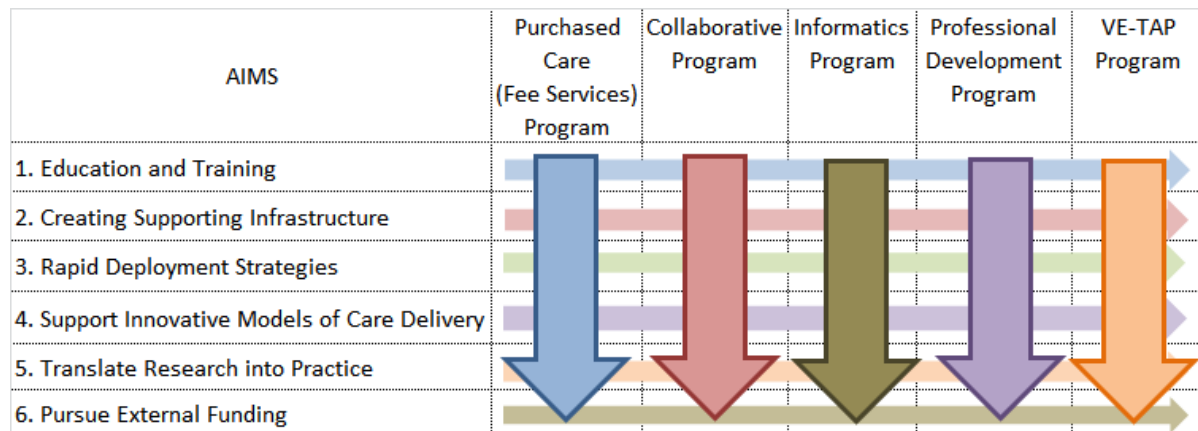 AIMS
Purchased
Care
(Fee Services)
Program
Collaborative
Program
Informatics
Program
Professional
Development
Program
VE-TAP
Program
1. Education and Training
2. Creating Supporting Infrastructure
3. Rapid Deployment Strategies
4. Support Innovative Models of Care Delivery
5. Translate Research into Practice
6. Pursue External Funding